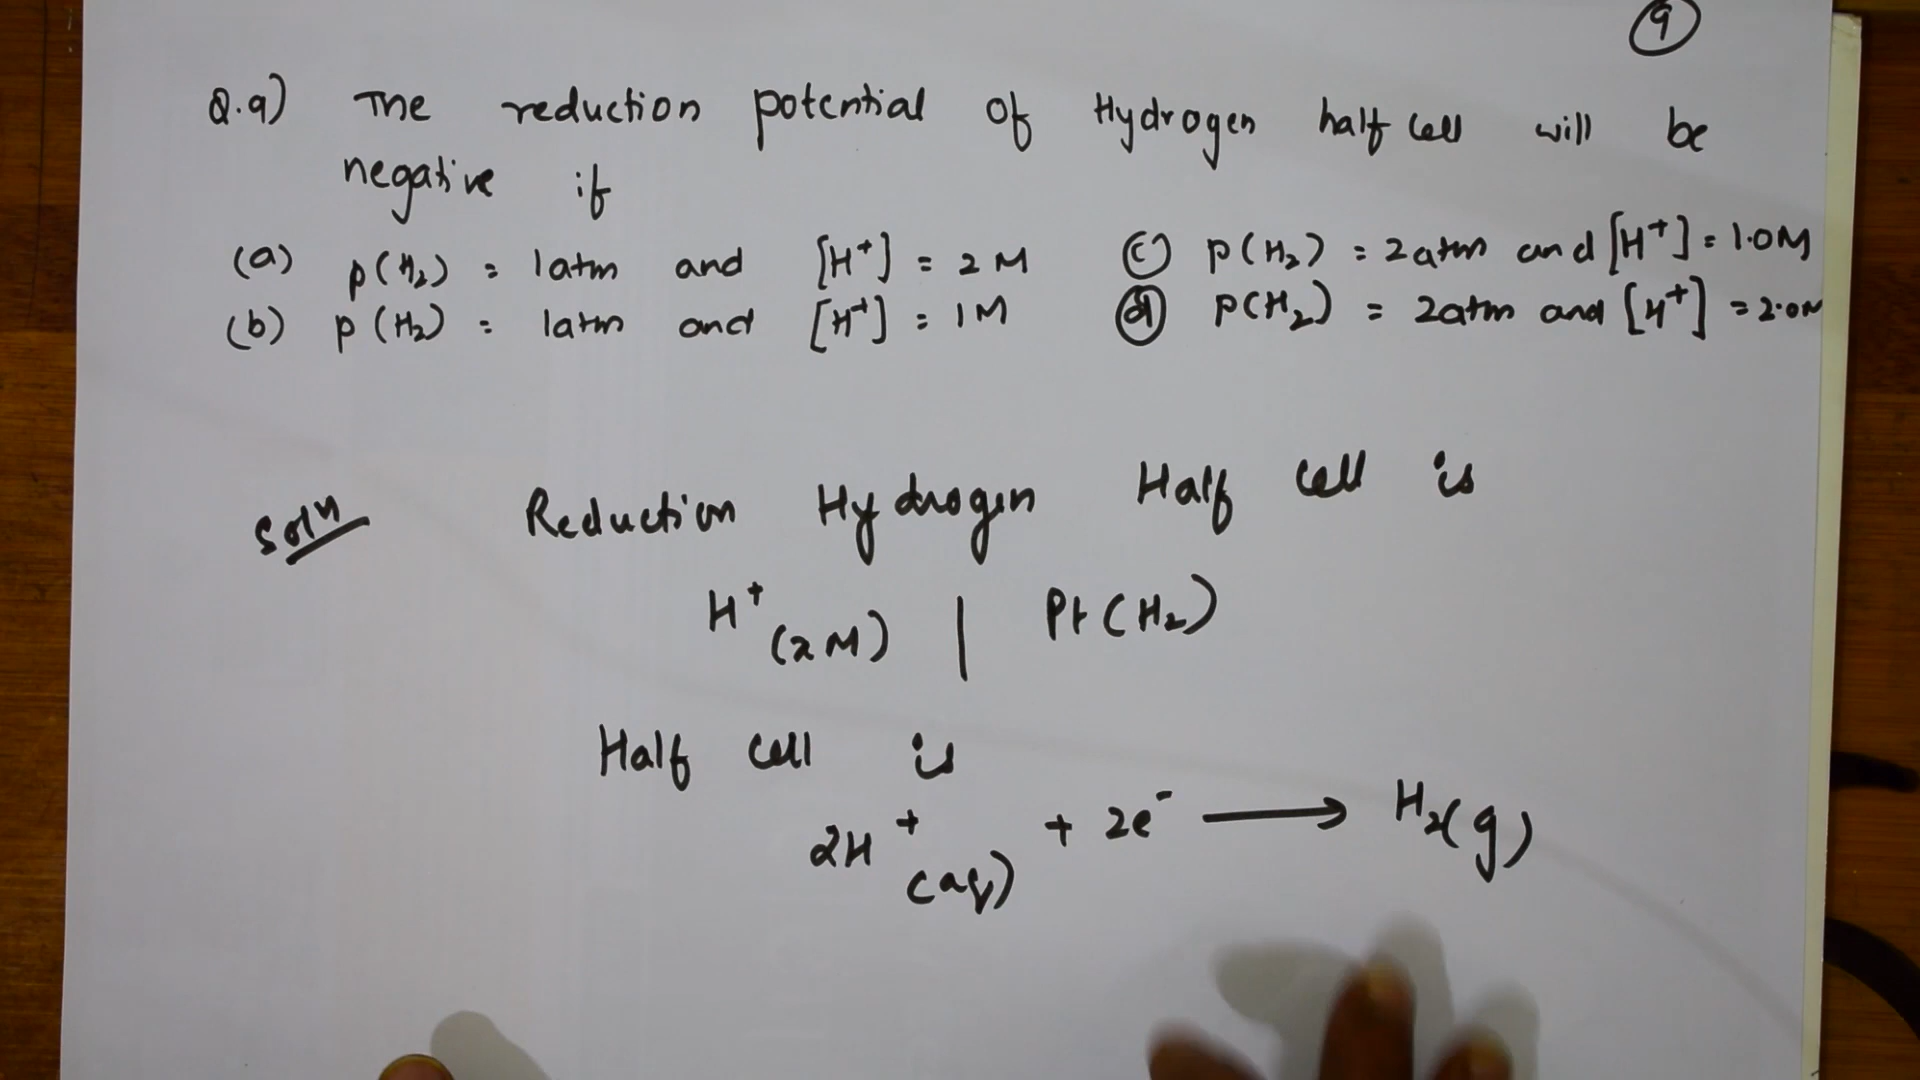 9
Q.9) The reduction potential of Hydrogen half cell will be
negative if
(a) p(H₂) = 1atm and [H⁺] = 2 M
(c) p(H₂) = 2atm and [H⁺] = 1.0M
(b) p(H₂) = 1atm and [H⁺] = 1M
(d) p(H₂) = 2atm and [H⁺] = 2.0M
Soln Reduction Hydrogen Half cell is
H⁺(xM) | Pt(H₂)
Half cell is
2H⁺(aq) + 2e⁻ ⟶ H₂(g)